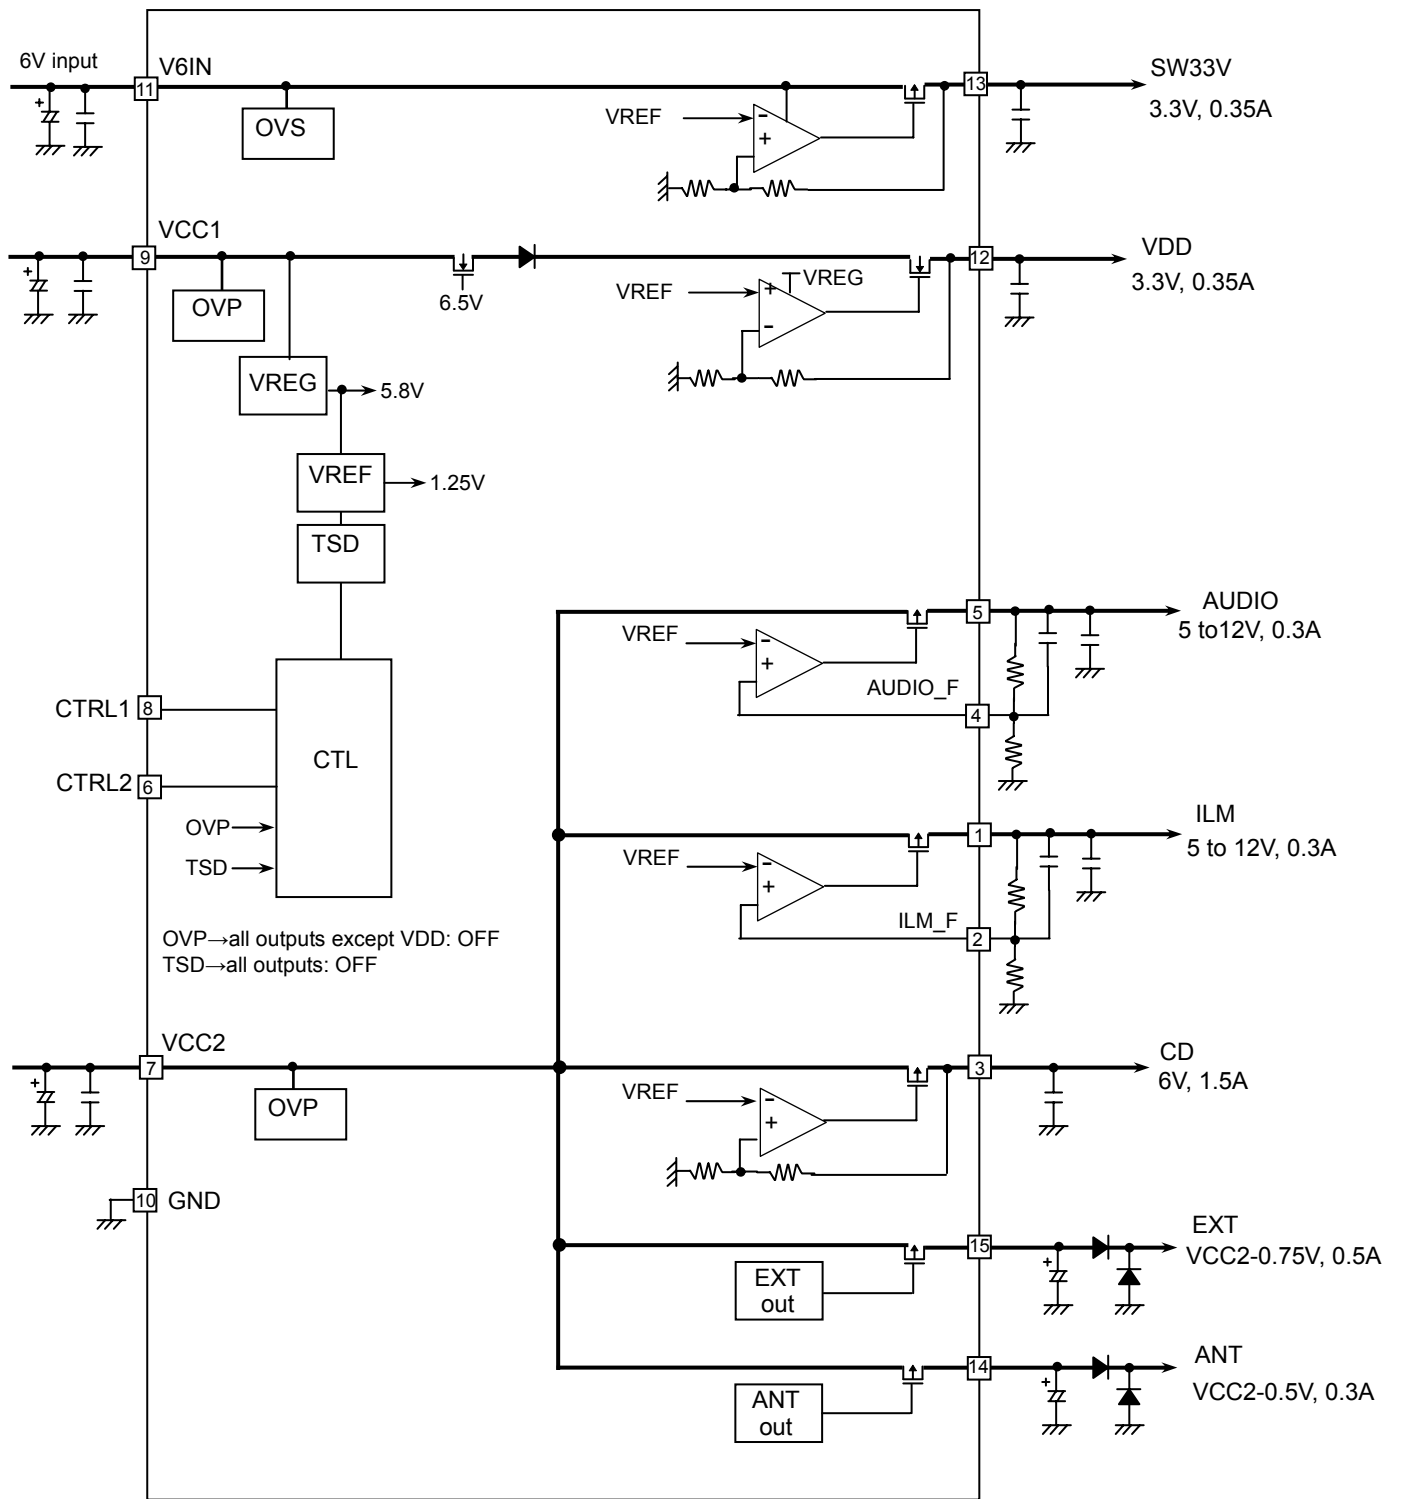 6V input
V6IN
11
OVS
VREF
-
+
13
SW33V
3.3V, 0.35A
+
VCC1
9
OVP
6.5V
VREF
+
-
VREG
12
VDD
3.3V, 0.35A
+
VREG
5.8V
VREF
1.25V
TSD
CTRL1
8
CTRL2
6
CTL
OVP
TSD
OVP→all outputs except VDD: OFF
TSD→all outputs: OFF
VREF
-
+
5
AUDIO
5 to12V, 0.3A
AUDIO_F
4
VREF
-
+
1
ILM
5 to 12V, 0.3A
ILM_F
2
VCC2
7
+
OVP
VREF
-
+
3
CD
6V, 1.5A
10
GND
EXT
out
15
+
EXT
VCC2-0.75V, 0.5A
ANT
out
14
+
ANT
VCC2-0.5V, 0.3A